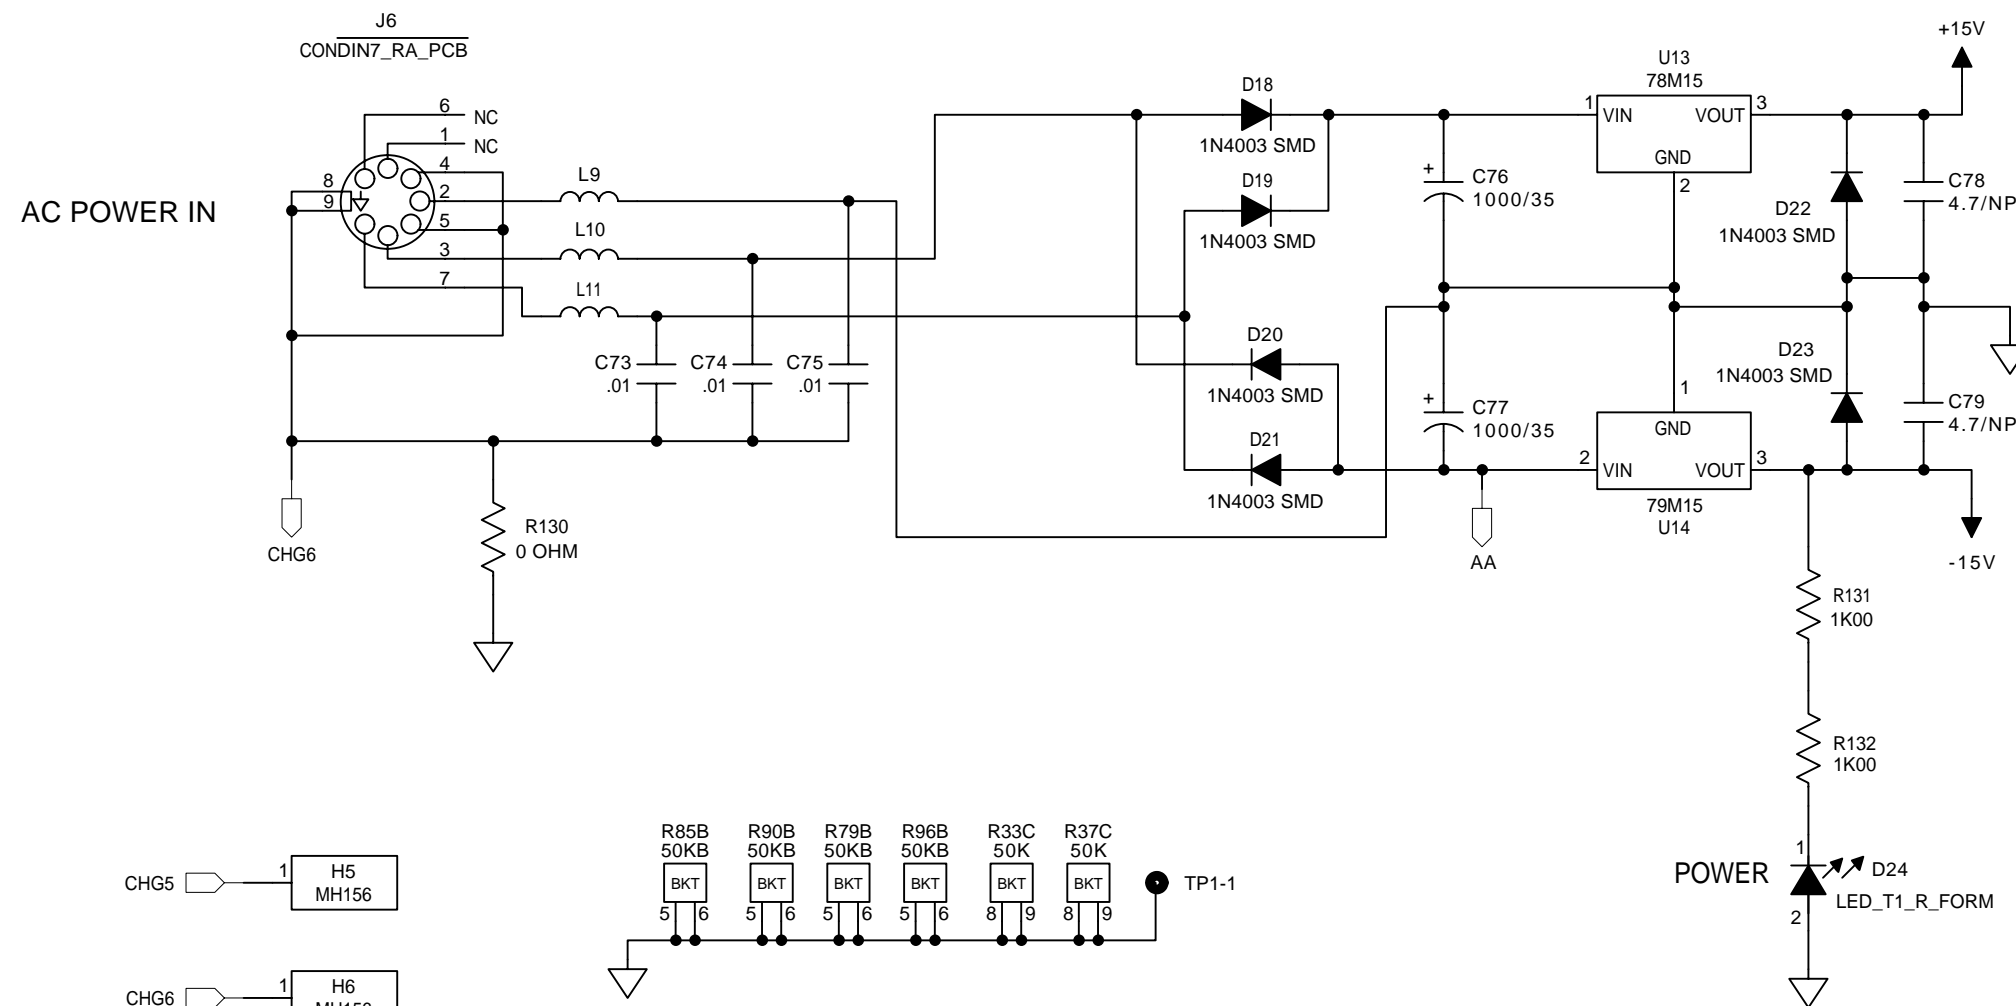 J6
CONDIN7_RA_PCB
AC POWER IN
6
NC
1
NC
4
2
5
3
7
8
9
L9
L10
L11
C73
.01
C74
.01
C75
.01
CHG6
R130
0 OHM
D18
1N4003 SMD
D19
1N4003 SMD
D20
1N4003 SMD
D21
1N4003 SMD
+
C76
1000/35
+
C77
1000/35
AA
U13
78M15
1
VIN
VOUT
3
GND
2
1
GND
2
VIN
VOUT
3
79M15
U14
D22
1N4003 SMD
D23
1N4003 SMD
+15V
C78
4.7/NP
C79
4.7/NP
-15V
R131
1K00
R132
1K00
POWER
1
D24
LED_T1_R_FORM
2
R85B
50KB
BKT
5 6
R90B
50KB
BKT
5 6
R79B
50KB
BKT
5 6
R96B
50KB
BKT
5 6
R33C
50K
BKT
8 9
R37C
50K
BKT
8 9
TP1-1
CHG5
1
H5
MH156
CHG6
1
H6